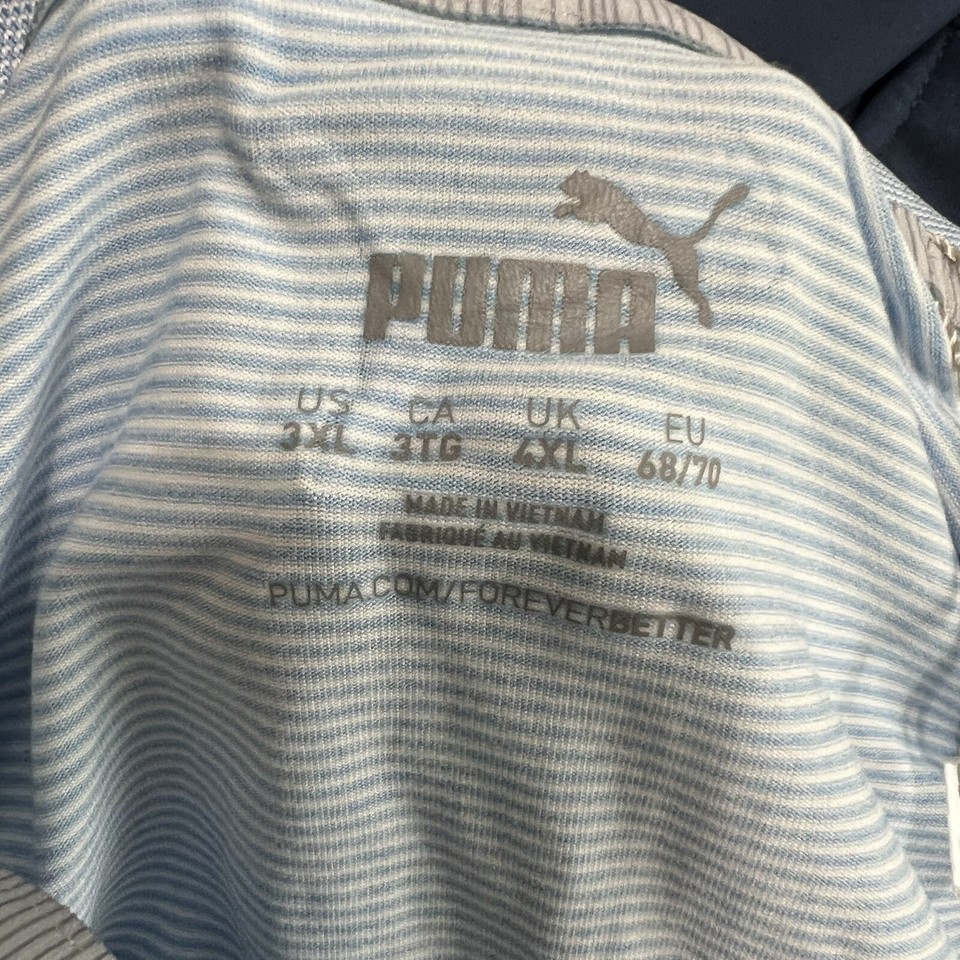 PUMA
US CA UK EU
3XL 3TG 4XL 68/70
MADE IN VIETNAM
FABRIQUÉ AU VIETNAM
PUMA.COM/FOREVERBETTER